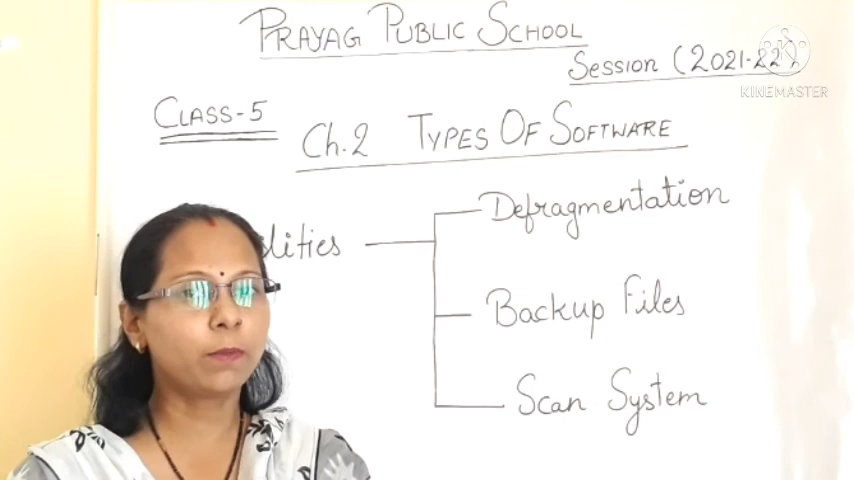 PRAYAG PUBLIC SCHOOL
SESSION (2021-22)
KINEMASTER
CLASS-5
Ch.2 TYPES OF SOFTWARE
Defragmentation
lities
Backup Files
Scan System